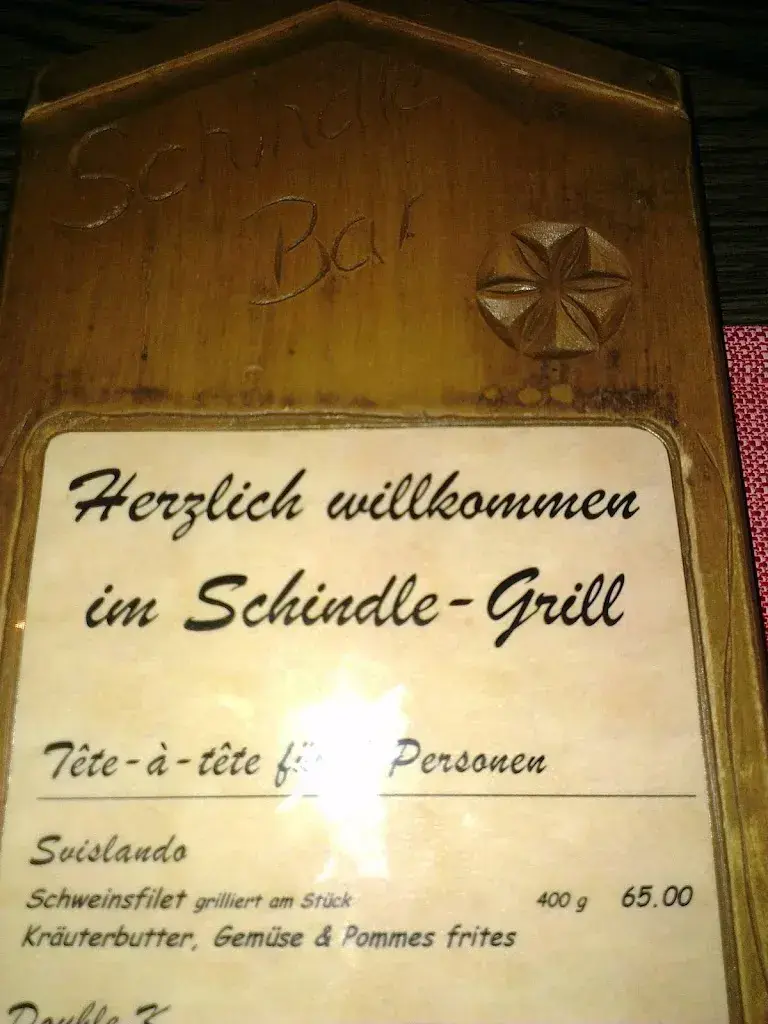 Schindle
Bar
Herzlich willkommen
im Schindle-Grill
Tête-à-tête Personen
Svislando
Schweinsfilet grilliert am Stück 400 g 65.00
Kräuterbutter, Gemüse & Pommes frites
Double K